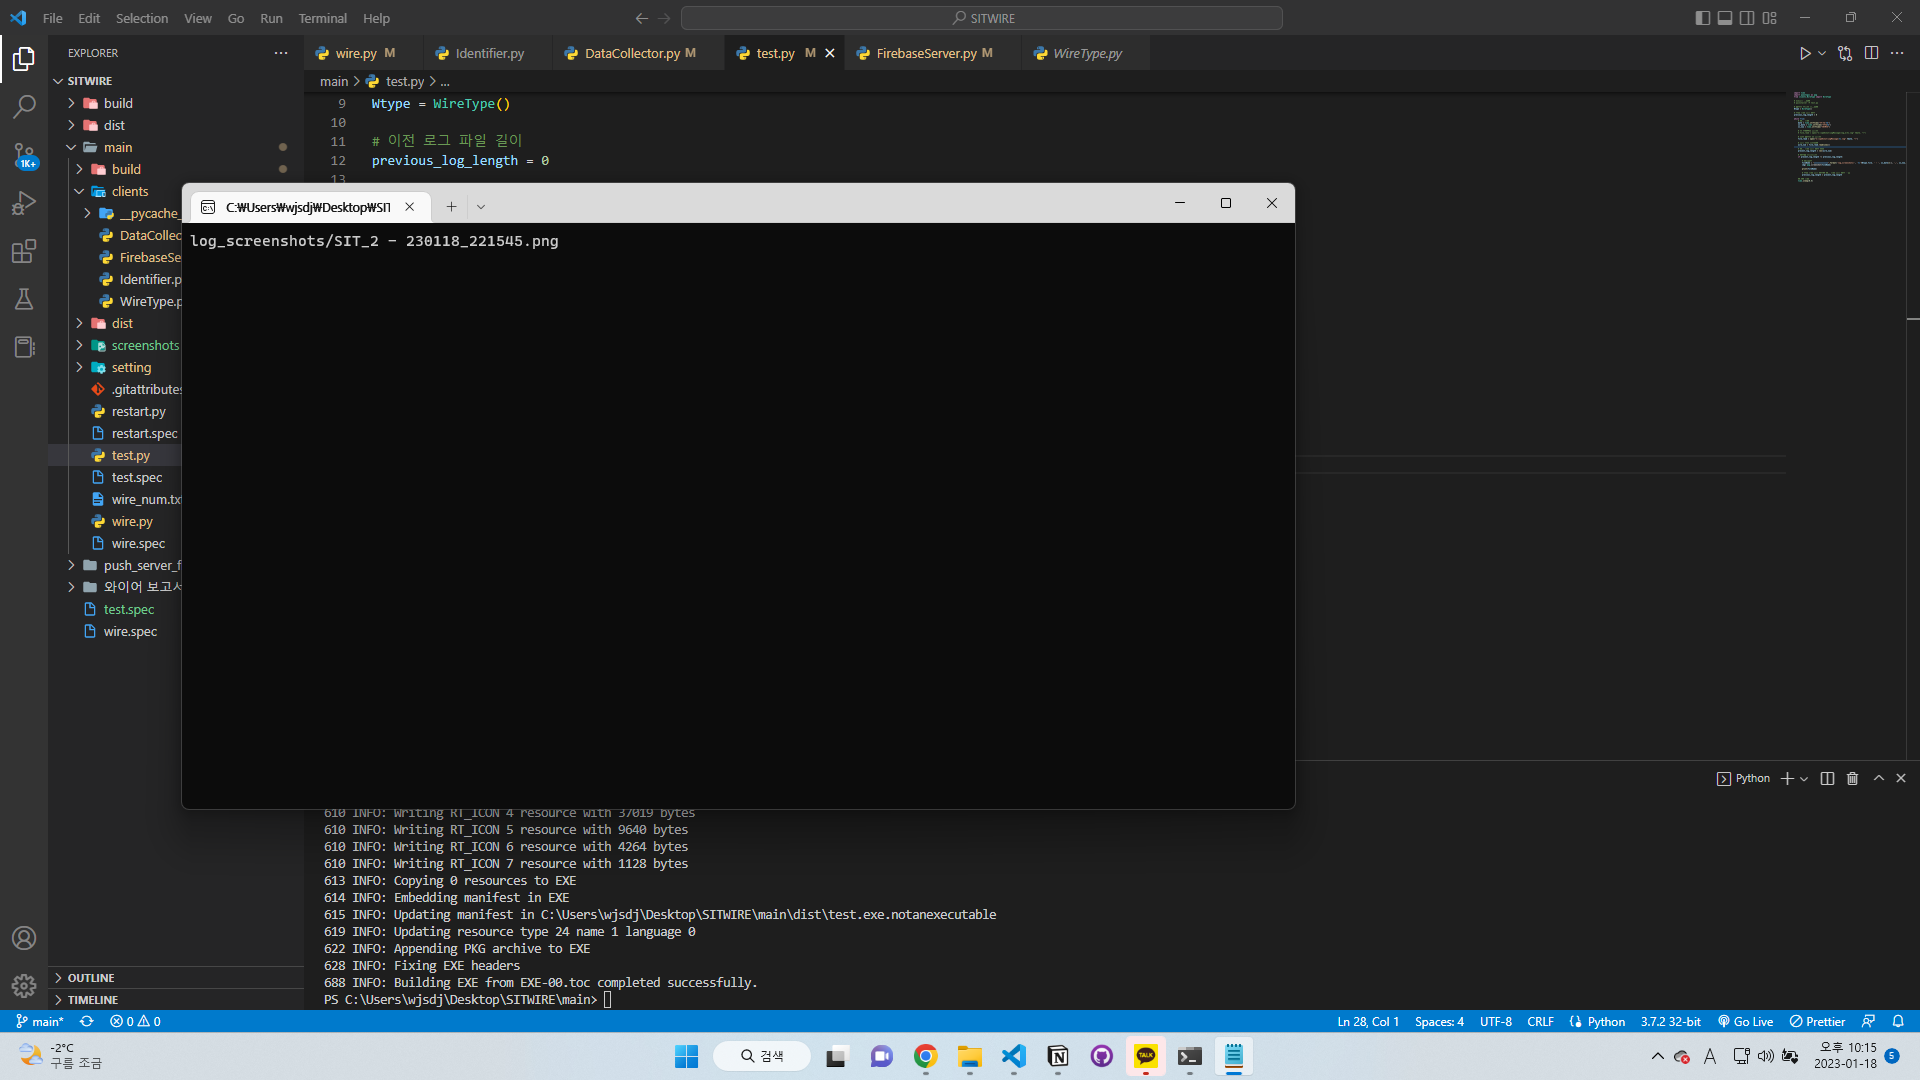 File Edit Selection View Go Run Terminal Help
SITWIRE
EXPLORER
wire.py M
Identifier.py
DataCollector.py M
test.py M
FirebaseServer.py M
WireType.py
SITWIRE
main > test.py > ...
build
dist
main
build
clients
__pycache_
DataCollec
FirebaseSe
Identifier.p
WireType.p
dist
screenshots
setting
.gitattributes
restart.py
restart.spec
test.py
test.spec
wire_num.tx
wire.py
wire.spec
push_server_f
와이어 보고서
test.spec
wire.spec
OUTLINE
TIMELINE
1K+
9 Wtype = WireType()
10
11 # 이전 로그 파일 길이
12 previous_log_length = 0
13
C:₩Users₩wjsdj₩Desktop₩SIT
log_screenshots/SIT_2 - 230118_221545.png
Python
610 INFO: Writing RT_ICON 4 resource with 37019 bytes
610 INFO: Writing RT_ICON 5 resource with 9640 bytes
610 INFO: Writing RT_ICON 6 resource with 4264 bytes
610 INFO: Writing RT_ICON 7 resource with 1128 bytes
613 INFO: Copying 0 resources to EXE
614 INFO: Embedding manifest in EXE
615 INFO: Updating manifest in C:\Users\wjsdj\Desktop\SITWIRE\main\dist\test.exe.notanexecutable
619 INFO: Updating resource type 24 name 1 language 0
622 INFO: Appending PKG archive to EXE
628 INFO: Fixing EXE headers
688 INFO: Building EXE from EXE-00.toc completed successfully.
PS C:\Users\wjsdj\Desktop\SITWIRE\main>
main* 0 0
Ln 28, Col 1 Spaces: 4 UTF-8 CRLF Python 3.7.2 32-bit Go Live Prettier
-2°C
구름 조금
검색
TALK
A
오후 10:15
2023-01-18
5